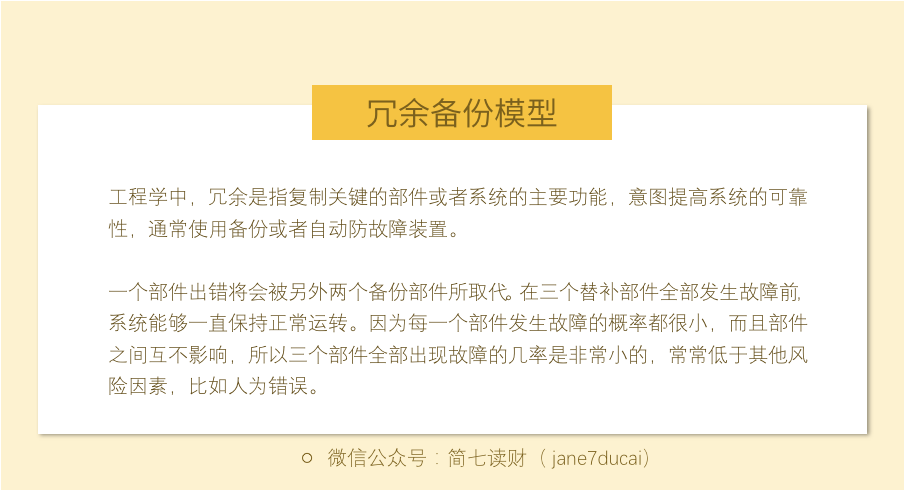 冗余备份模型
工程学中，冗余是指复制关键的部件或者系统的主要功能，意图提高系统的可靠
性，通常使用备份或者自动防故障装置。
一个部件出错将会被另外两个备份部件所取代。在三个替补部件全部发生故障前,
系统能够一直保持正常运转。因为每一个部件发生故障的概率都很小，而且部件
之间互不影响，所以三个部件全部出现故障的几率是非常小的，常常低于其他风
险因素，比如人为错误。
微信公众号：简七读财（jane7ducai）